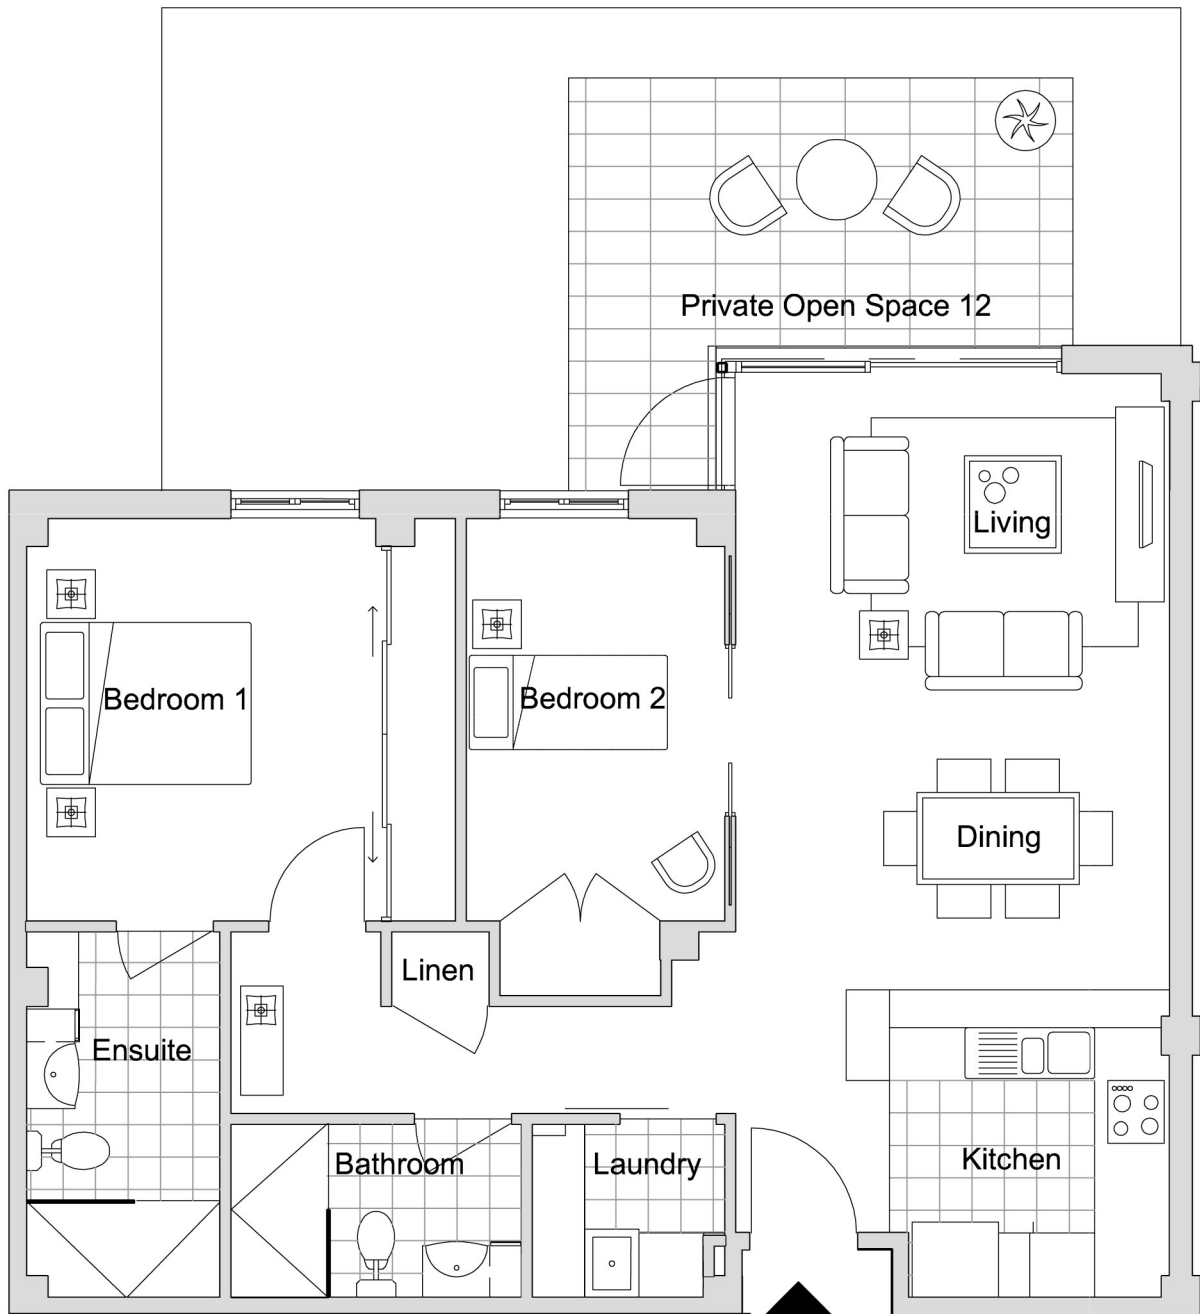 Private Open Space 12
Living
Bedroom 1
Bedroom 2
Dining
Linen
Ensuite
Bathroom
Laundry
Kitchen